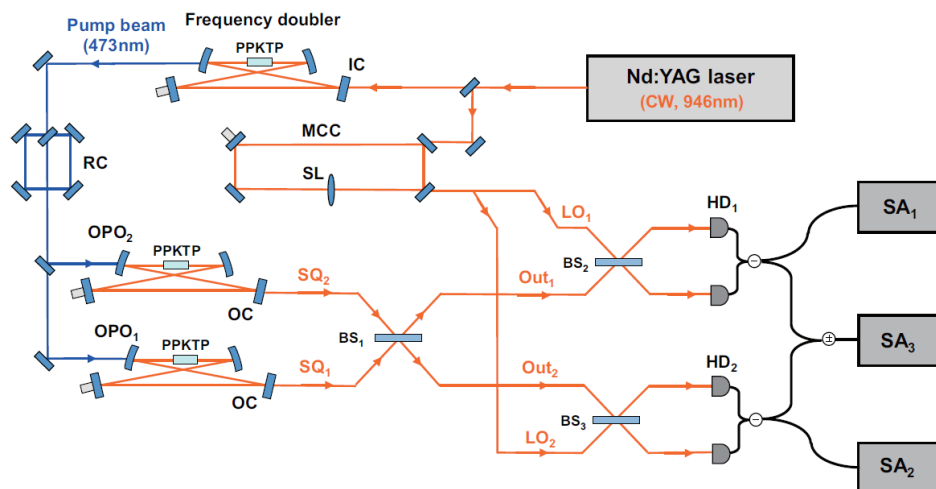 Pump beam
(473nm)
Frequency doubler
PPKTP
IC
Nd:YAG laser
(CW, 946nm)
MCC
SL
RC
LO₁
HD₁
SA₁
BS₂
OPO₂
PPKTP
SQ₂
Out₁
OC
BS₁
±
SA₃
OPO₁
PPKTP
SQ₁
Out₂
HD₂
OC
BS₃
LO₂
SA₂